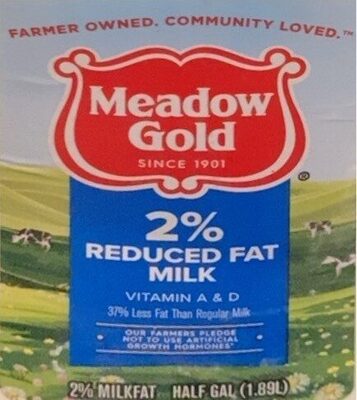 FARMER OWNED. COMMUNITY LOVED.™
Meadow
Gold
SINCE 1901
®
2%
REDUCED FAT
MILK
VITAMIN A & D
37% Less Fat Than Regular Milk
OUR FARMERS PLEDGE
NOT TO USE ARTIFICIAL
GROWTH HORMONES*
2% MILKFAT HALF GAL (1.89L)